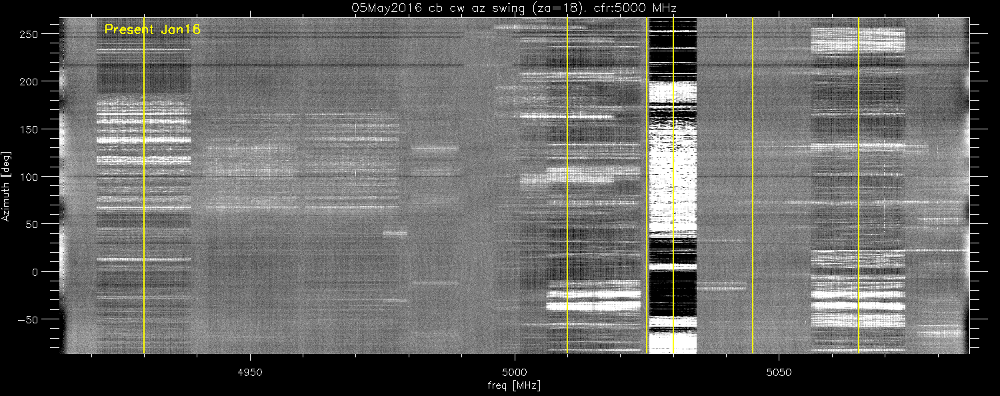 05May2016 cb cw az swing (za=18). cfr:5000 MHz
Present Jan16
250
200
150
100
50
0
-50
Azimuth [deg]
4950 5000 5050
freq [MHz]